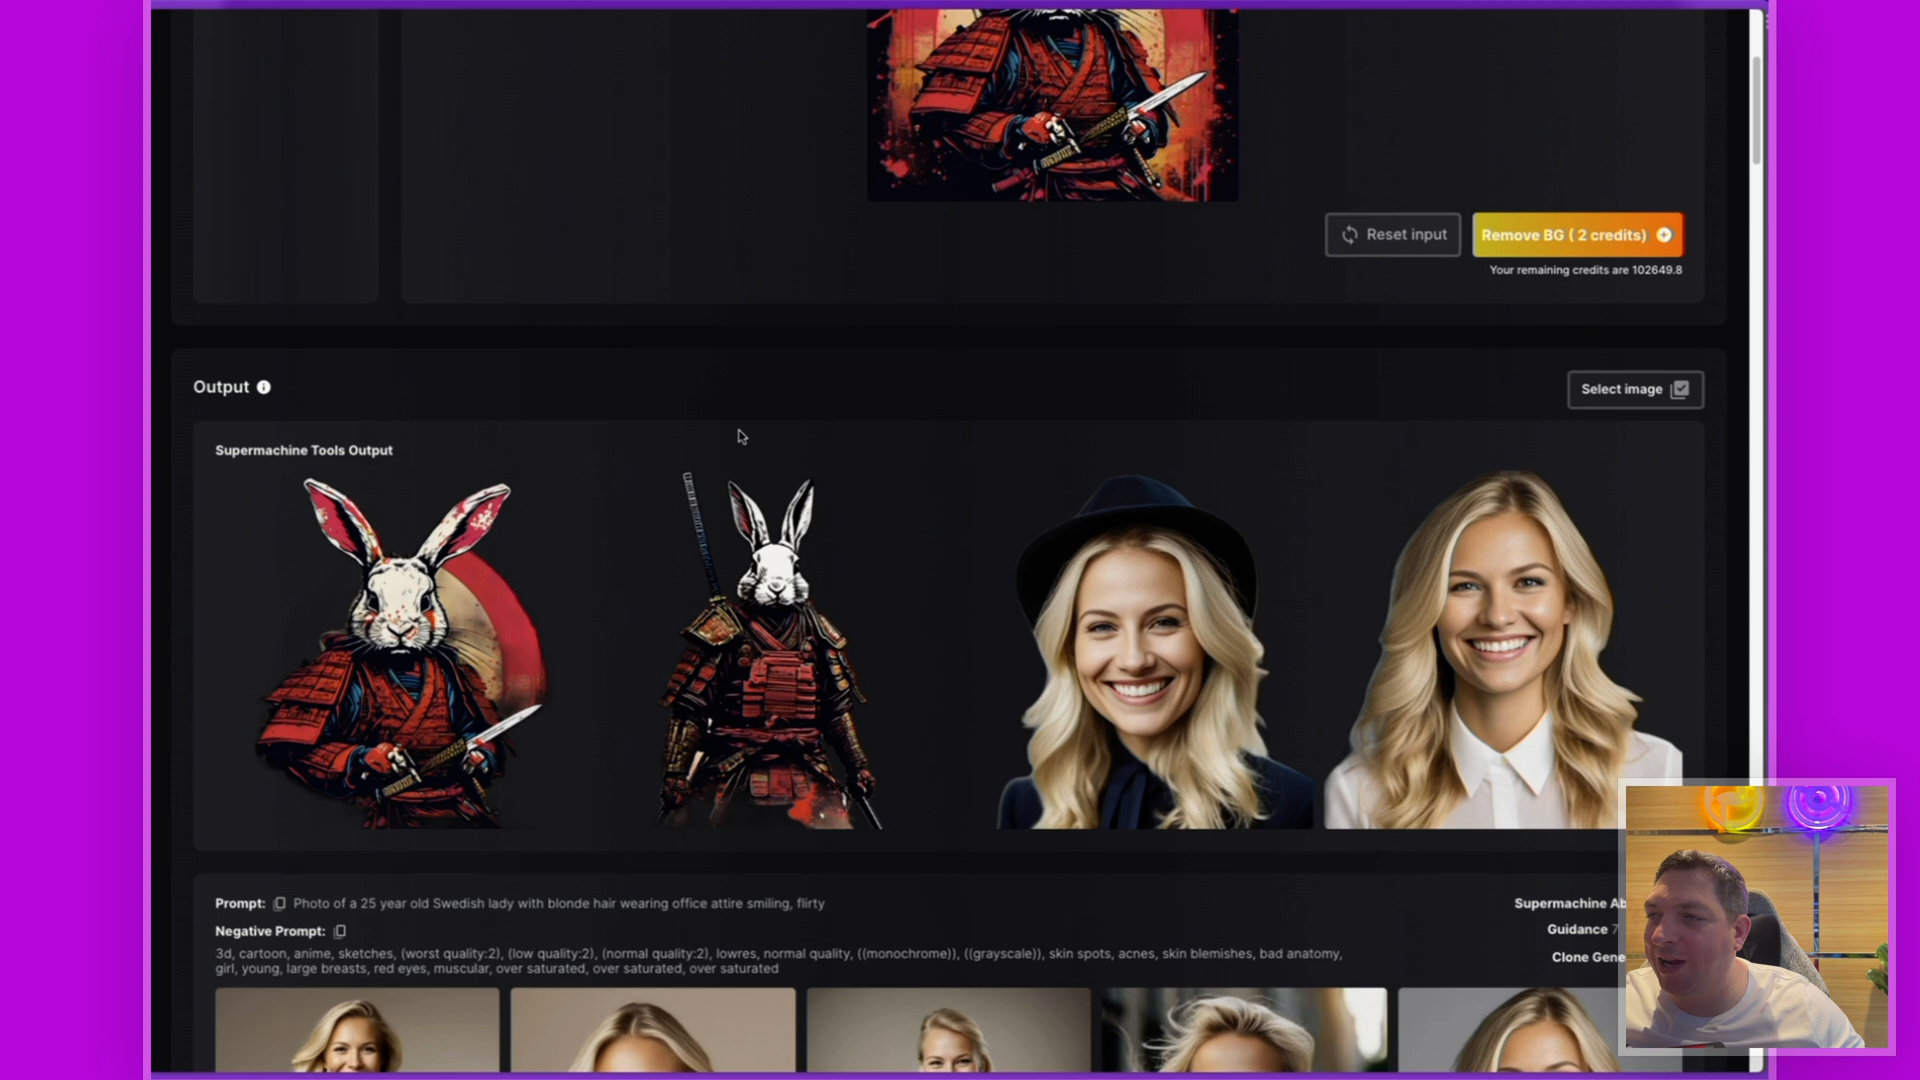 Reset input
Remove BG ( 2 credits)
Your remaining credits are 102649.8
Output
Select image
Supermachine Tools Output
Prompt: Photo of a 25 year old Swedish lady with blonde hair wearing office attire smiling, flirty
Supermachine
Negative Prompt:
Guidance 7
3d, cartoon, anime, sketches, (worst quality:2), (low quality:2), (normal quality:2), lowres, normal quality, ((monochrome)), ((grayscale)), skin spots, acnes, skin blemishes, bad anatomy,
Clone
girl, young, large breasts, red eyes, muscular, over saturated, over saturated, over saturated